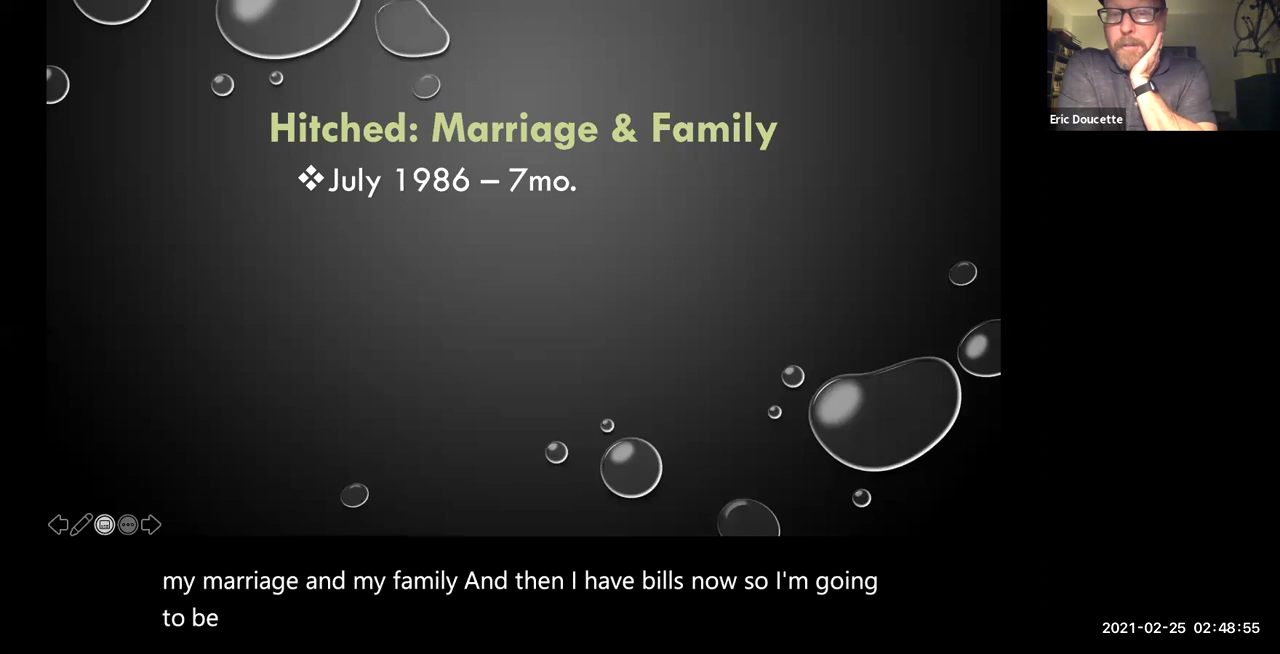 Hitched: Marriage & Family
❖July 1986 – 7mo.
Eric Doucette
my marriage and my family And then I have bills now so I'm going
to be
2021-02-25 02:48:55